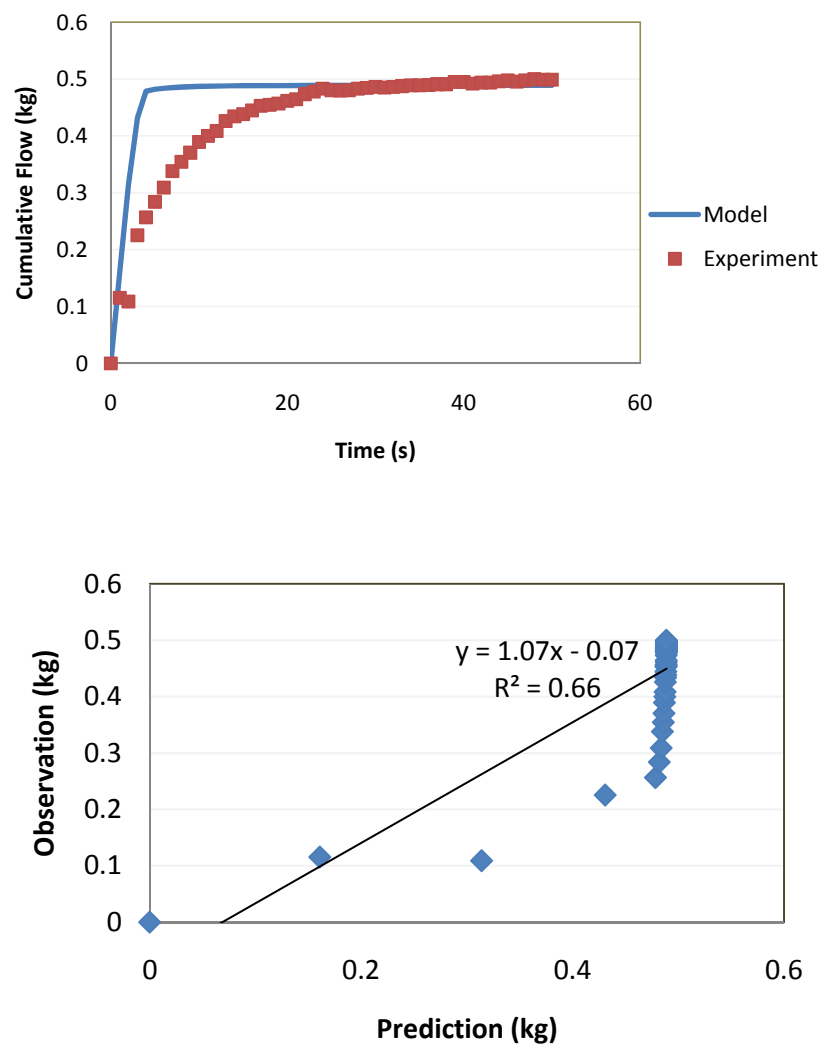 0.6
0.5
0.4
0.3
0.2
0.1
0
Cumulative Flow (kg)
0 20 40 60
Time (s)
Model
Experiment
0.6
0.5
0.4
0.3
0.2
0.1
0
Observation (kg)
y = 1.07x - 0.07
R² = 0.66
0 0.2 0.4 0.6
Prediction (kg)